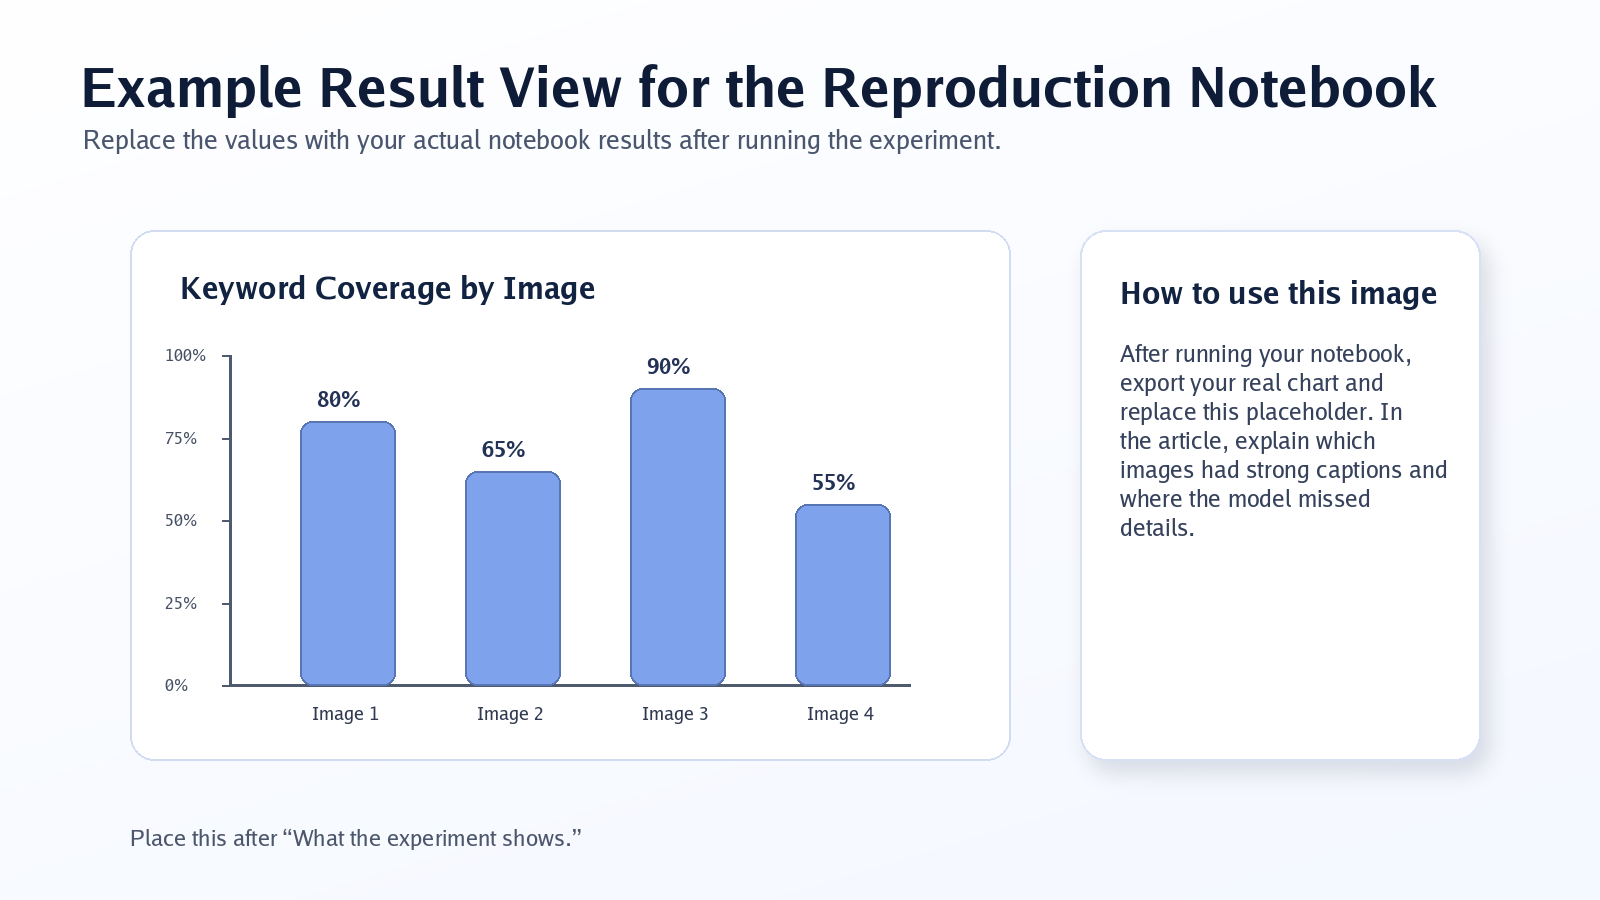 Example Result View for the Reproduction Notebook
Replace the values with your actual notebook results after running the experiment.
Keyword Coverage by Image
100%
75%
50%
25%
0%
80%
65%
90%
55%
Image 1
Image 2
Image 3
Image 4
How to use this image
After running your notebook,
export your real chart and
replace this placeholder. In
the article, explain which
images had strong captions and
where the model missed
details.
Place this after “What the experiment shows.”